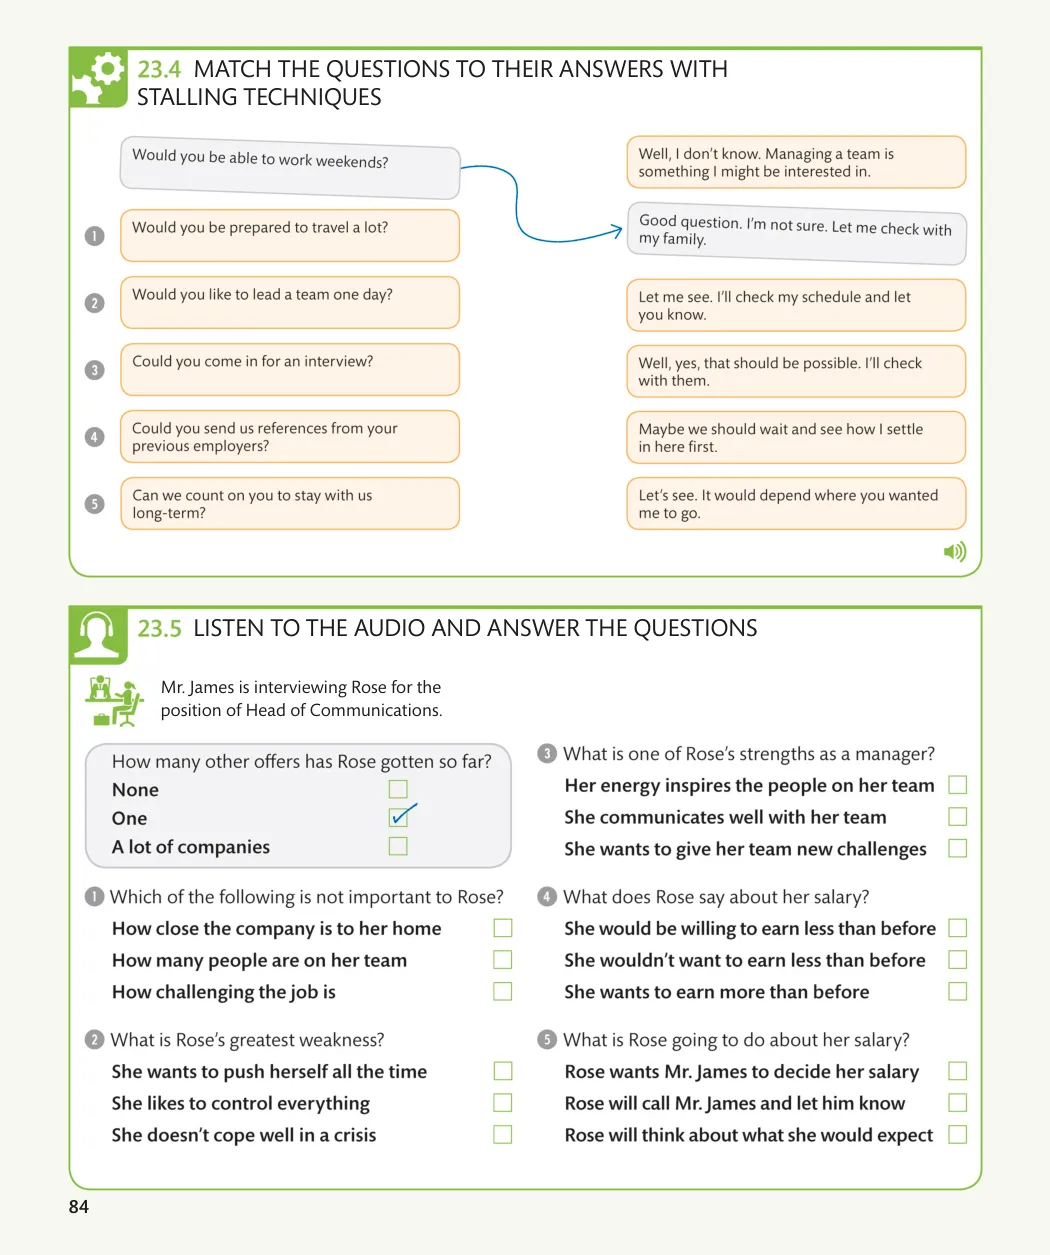 23.4 MATCH THE QUESTIONS TO THEIR ANSWERS WITH
STALLING TECHNIQUES
Would you be able to work weekends?
1 Would you be prepared to travel a lot?
2 Would you like to lead a team one day?
3 Could you come in for an interview?
4 Could you send us references from your
previous employers?
5 Can we count on you to stay with us
long-term?
Well, I don't know. Managing a team is
something I might be interested in.
Good question. I'm not sure. Let me check with
my family.
Let me see. I'll check my schedule and let
you know.
Well, yes, that should be possible. I'll check
with them.
Maybe we should wait and see how I settle
in here first.
Let's see. It would depend where you wanted
me to go.
23.5 LISTEN TO THE AUDIO AND ANSWER THE QUESTIONS
Mr. James is interviewing Rose for the
position of Head of Communications.
How many other offers has Rose gotten so far?
None
One
A lot of companies
1 Which of the following is not important to Rose?
How close the company is to her home
How many people are on her team
How challenging the job is
2 What is Rose's greatest weakness?
She wants to push herself all the time
She likes to control everything
She doesn't cope well in a crisis
3 What is one of Rose's strengths as a manager?
Her energy inspires the people on her team
She communicates well with her team
She wants to give her team new challenges
4 What does Rose say about her salary?
She would be willing to earn less than before
She wouldn't want to earn less than before
She wants to earn more than before
5 What is Rose going to do about her salary?
Rose wants Mr. James to decide her salary
Rose will call Mr. James and let him know
Rose will think about what she would expect
84